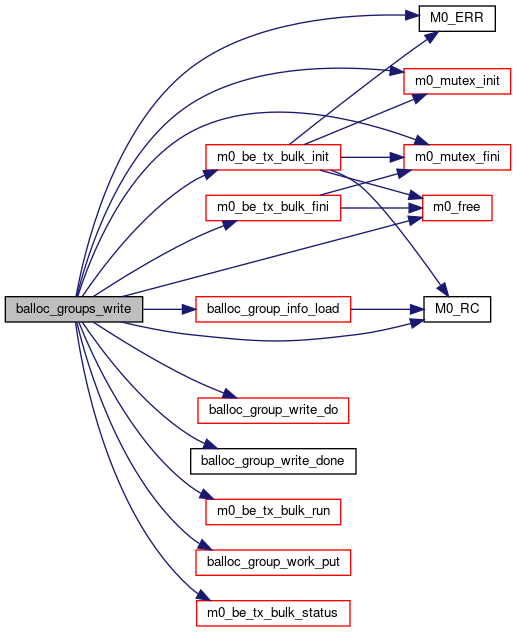 M0_ERR
m0_mutex_init
m0_be_tx_bulk_init
m0_mutex_fini
m0_be_tx_bulk_fini
m0_free
balloc_groups_write
balloc_group_info_load
M0_RC
balloc_group_write_do
balloc_group_write_done
m0_be_tx_bulk_run
balloc_group_work_put
m0_be_tx_bulk_status